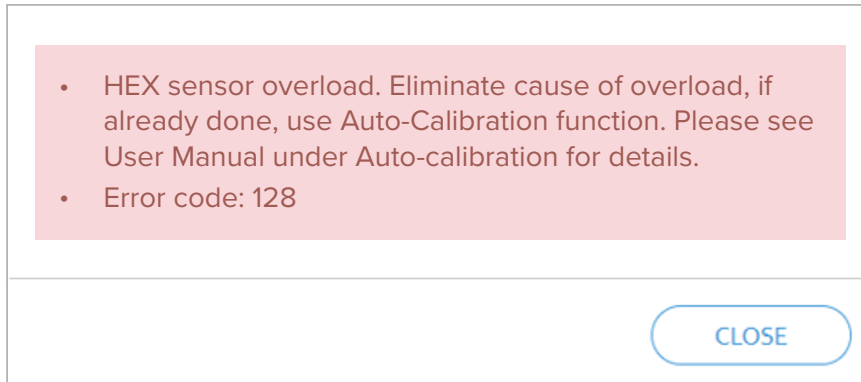 • HEX sensor overload. Eliminate cause of overload, if
already done, use Auto-Calibration function. Please see
User Manual under Auto-calibration for details.
• Error code: 128
CLOSE